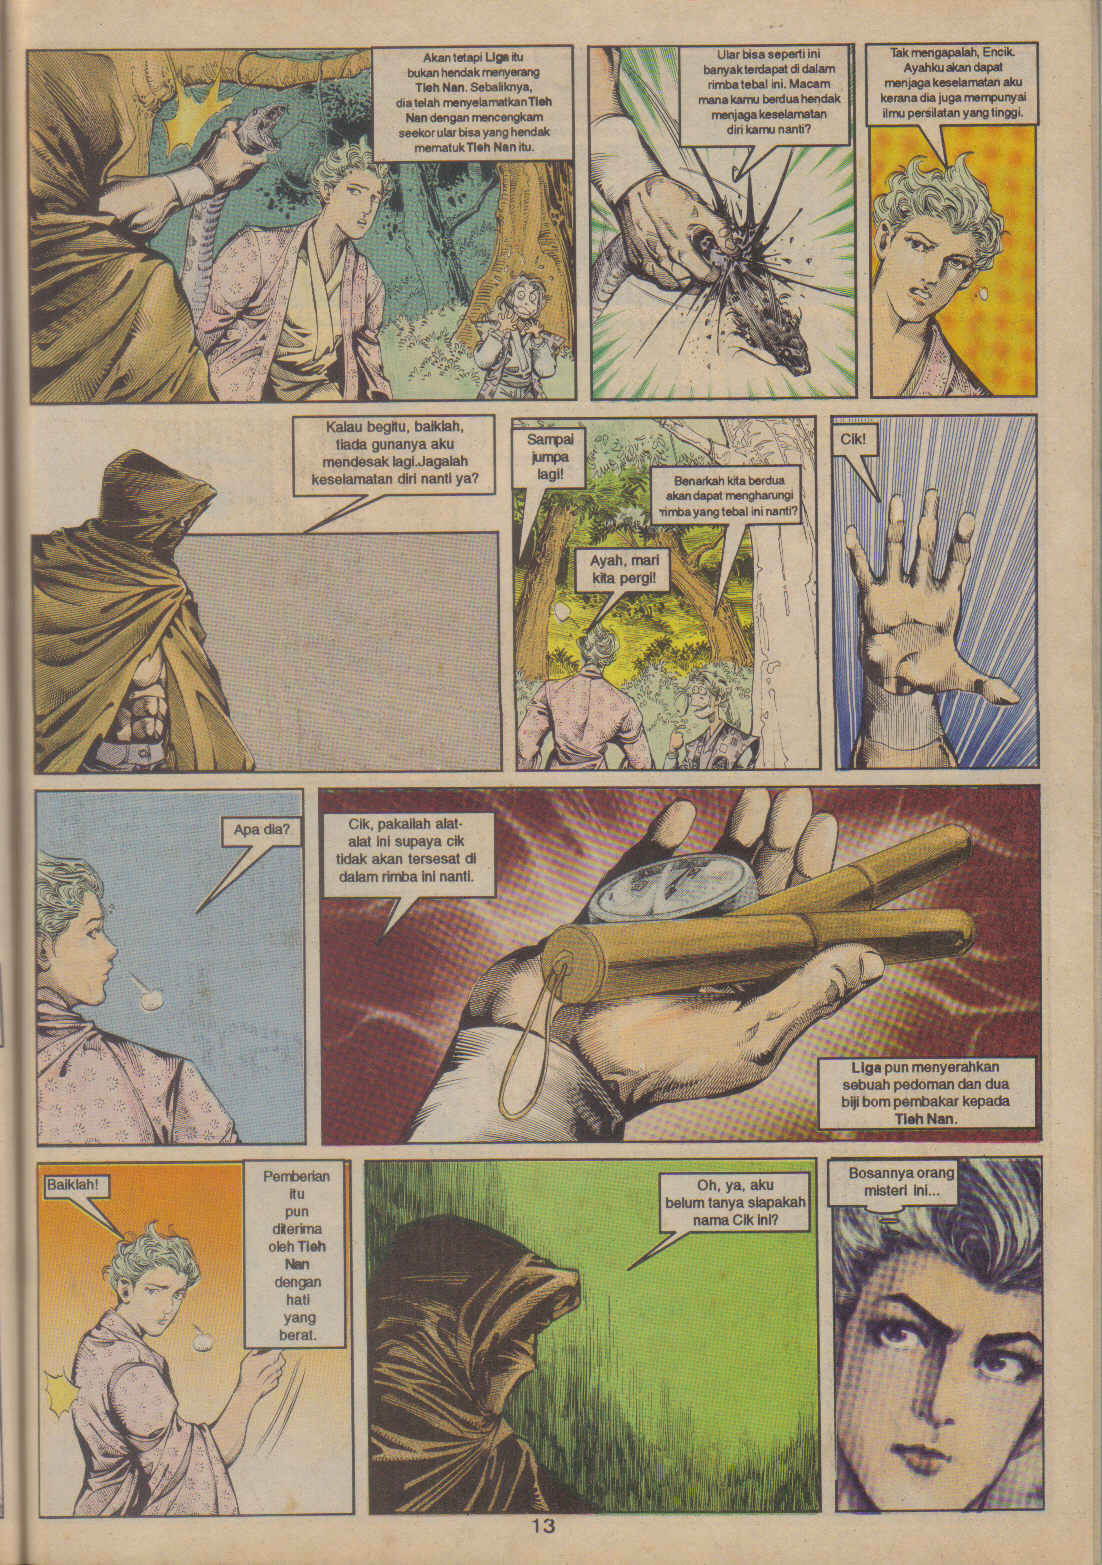 Akan tetapi Liga itu
bukan hendak menyerang
Tieh Nan. Sebaliknya,
dia telah menyelamatkan Tieh
Nan dengan mencengkam
seekor ular bisa yang hendak
mematuk Tieh Nan itu.
Ular bisa seperti ini
banyak terdapat di dalam
rimba tebal ini. Macam
mana kamu berdua hendak
menjaga keselamatan
diri kamu nanti?
Tak mengapalah, Encik.
Ayahku akan dapat
menjaga keselamatan aku
kerana dia juga mempunyai
ilmu persilatan yang tinggi.
Kalau begitu, baiklah,
tiada gunanya aku
mendesak lagi.Jagalah
keselamatan diri nanti ya?
Sampai
jumpa
lagi!
Benarkah kita berdua
akan dapat mengharungi
rimba yang tebal ini nanti?
Ayah, mari
kita pergi!
Cik!
Apa dia?
Cik, pakailah alat-
alat ini supaya cik
tidak akan tersesat di
dalam rimba ini nanti.
Liga pun menyerahkan
sebuah pedoman dan dua
biji bom pembakar kepada
Tieh Nan.
Baiklah!
Pemberian
itu
pun
diterima
oleh Tieh
Nan
dengan
hati
yang
berat.
Oh, ya, aku
belum tanya siapakah
nama Cik ini?
Bosannya orang
misteri ini...
13